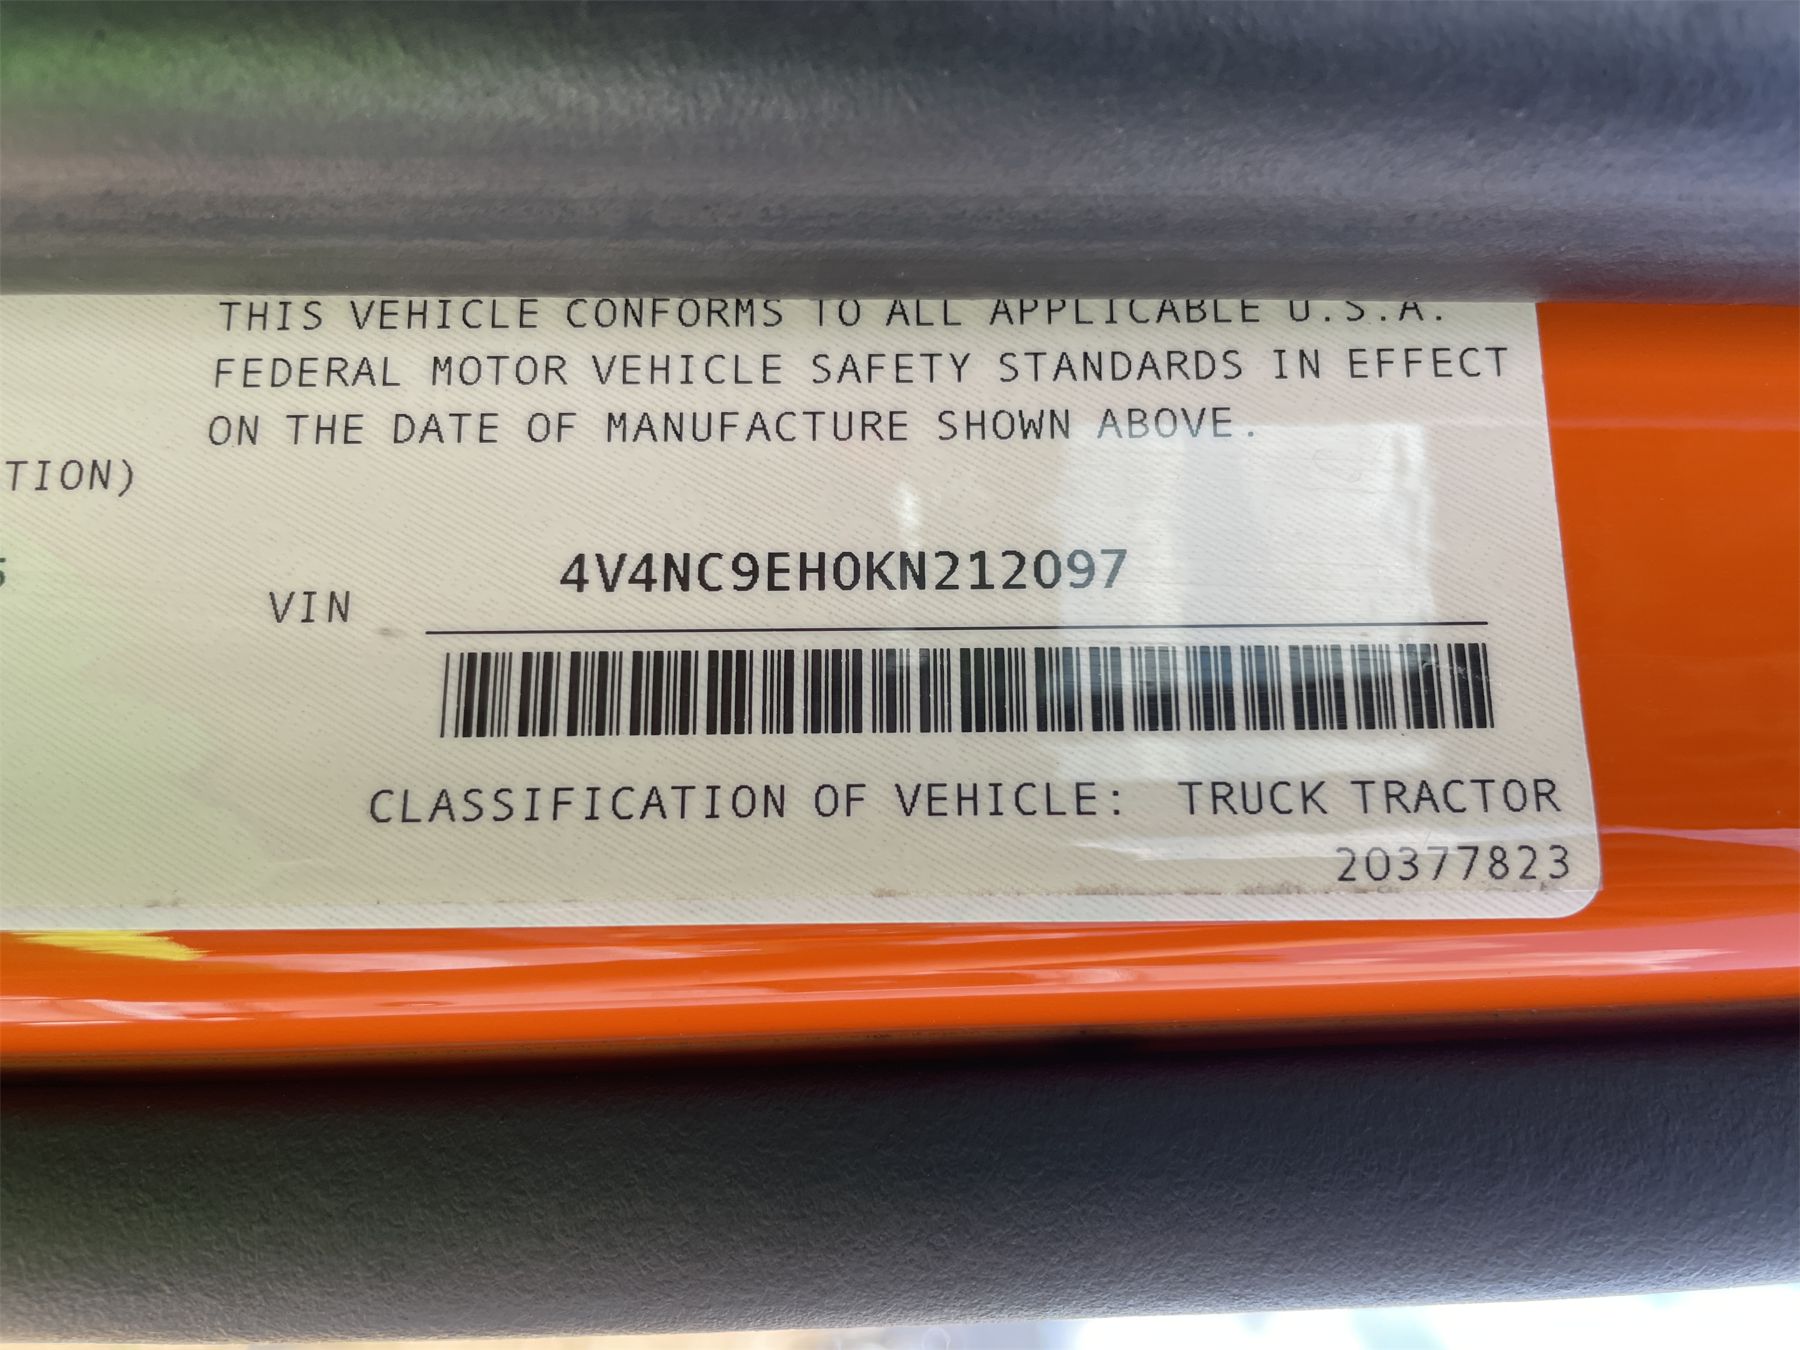 THIS VEHICLE CONFORMS TO ALL APPLICABLE U.S.A.
FEDERAL MOTOR VEHICLE SAFETY STANDARDS IN EFFECT
ON THE DATE OF MANUFACTURE SHOWN ABOVE.
TION)
4V4NC9EH0KN212097
VIN
CLASSIFICATION OF VEHICLE: TRUCK TRACTOR
20377823